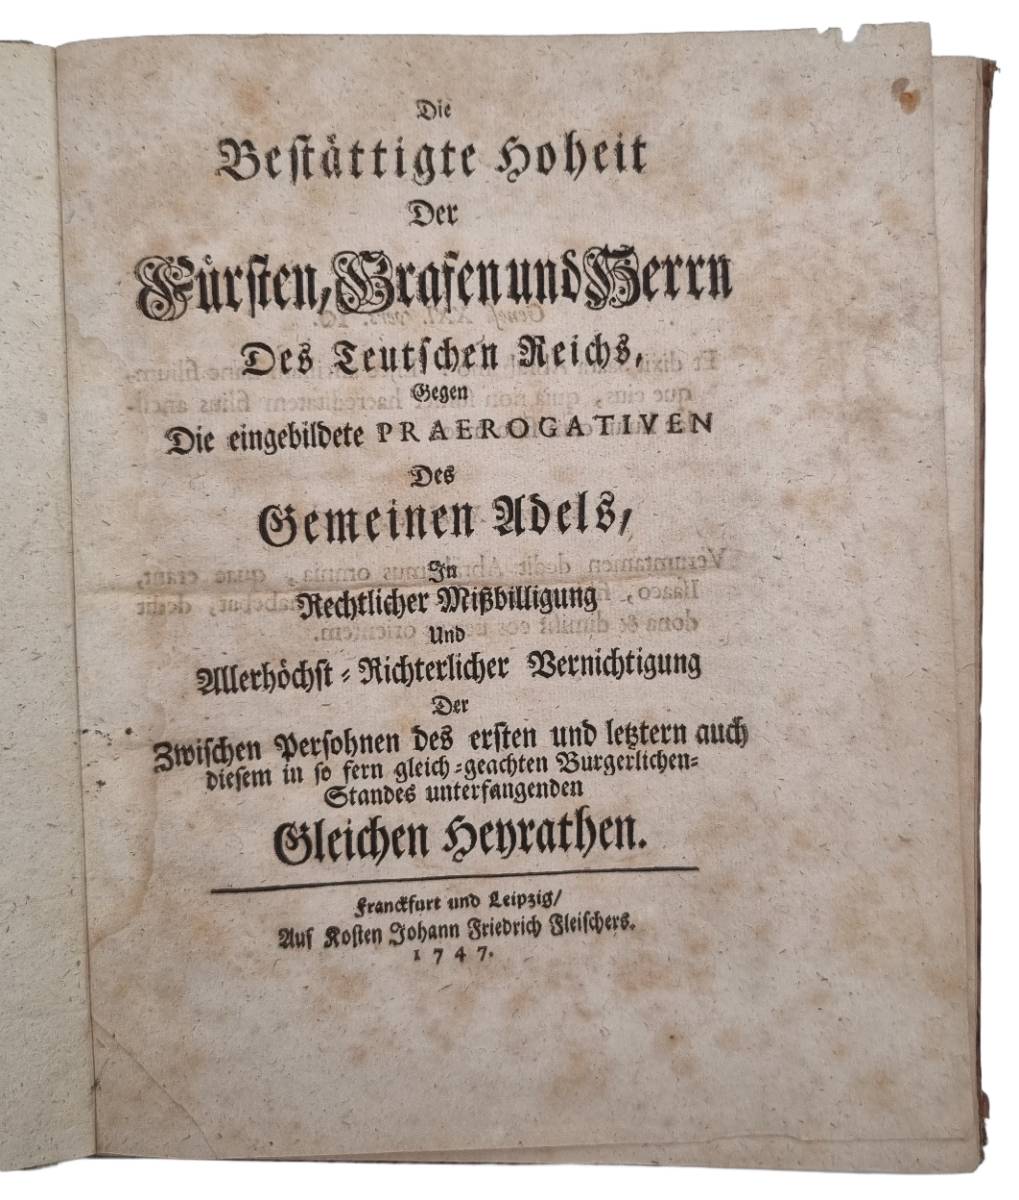 Die
Bestättigte Hoheit
Der
Fürsten, Grafen und Herrn
Des Teutschen Reichs,
Gegen
Die eingebildete PRAEROGATIVEN
Des
Gemeinen Adels,
In
Rechtlicher Mißbilligung
Und
Allerhöchst-Richterlicher Vernichtigung
Der
Zwischen Persohnen des ersten und letztern auch
diesem in so fern gleich-geachten Burgerlichen-
Standes unterfangenden
Gleichen Heyrathen.
Franckfurt und Leipzig/
Auf Kosten Johann Friedrich Fleischers.
1747.